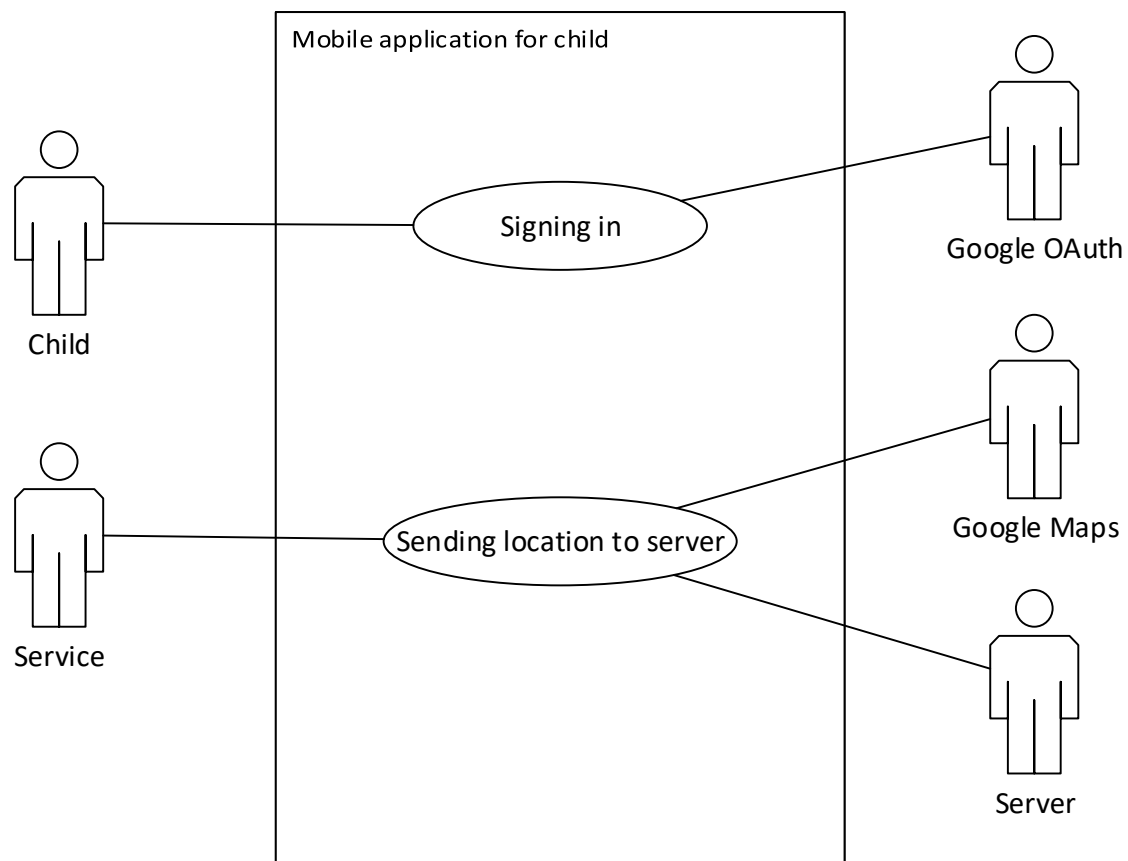 Mobile application for child
Signing in
Google OAuth
Child
Google Maps
Sending location to server
Service
Server